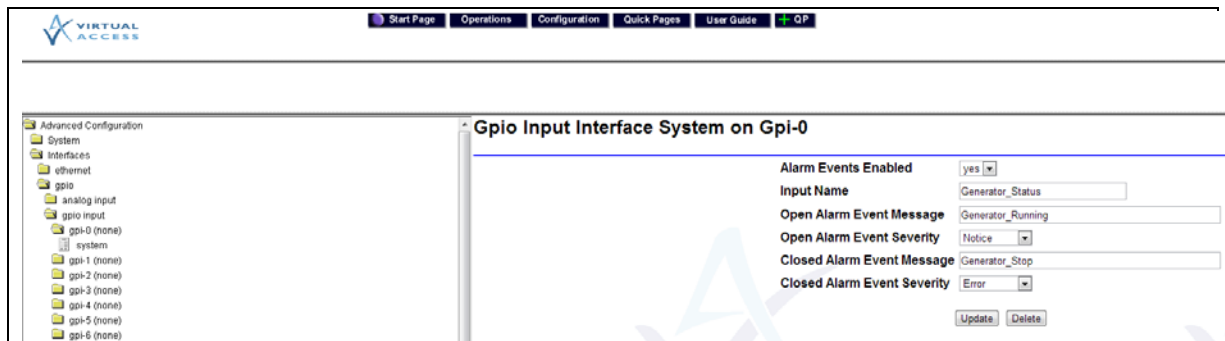 VIRTUAL
ACCESS
Start Page
Operations
Configuration
Quick Pages
User Guide
+ QP
Advanced Configuration
System
Interfaces
ethernet
gpio
analog input
gpio input
gpi-0 (none)
system
gpi-1 (none)
gpi-2 (none)
gpi-3 (none)
gpi-4 (none)
gpi-5 (none)
gpi-6 (none)
Gpio Input Interface System on Gpi-0
Alarm Events Enabled yes
Input Name Generator_Status
Open Alarm Event Message Generator_Running
Open Alarm Event Severity Notice
Closed Alarm Event Message Generator_Stop
Closed Alarm Event Severity Error
Update Delete